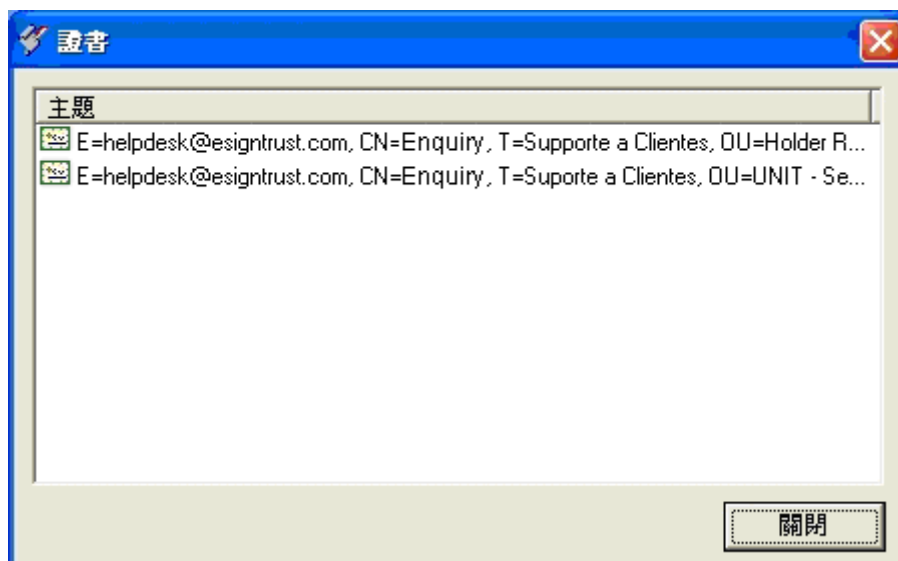 證書
主題
E=helpdesk@esigntrust.com, CN=Enquiry, T=Supporte a Clientes, OU=Holder R...
E=helpdesk@esigntrust.com, CN=Enquiry, T=Suporte a Clientes, OU=UNIT - Se...
關閉